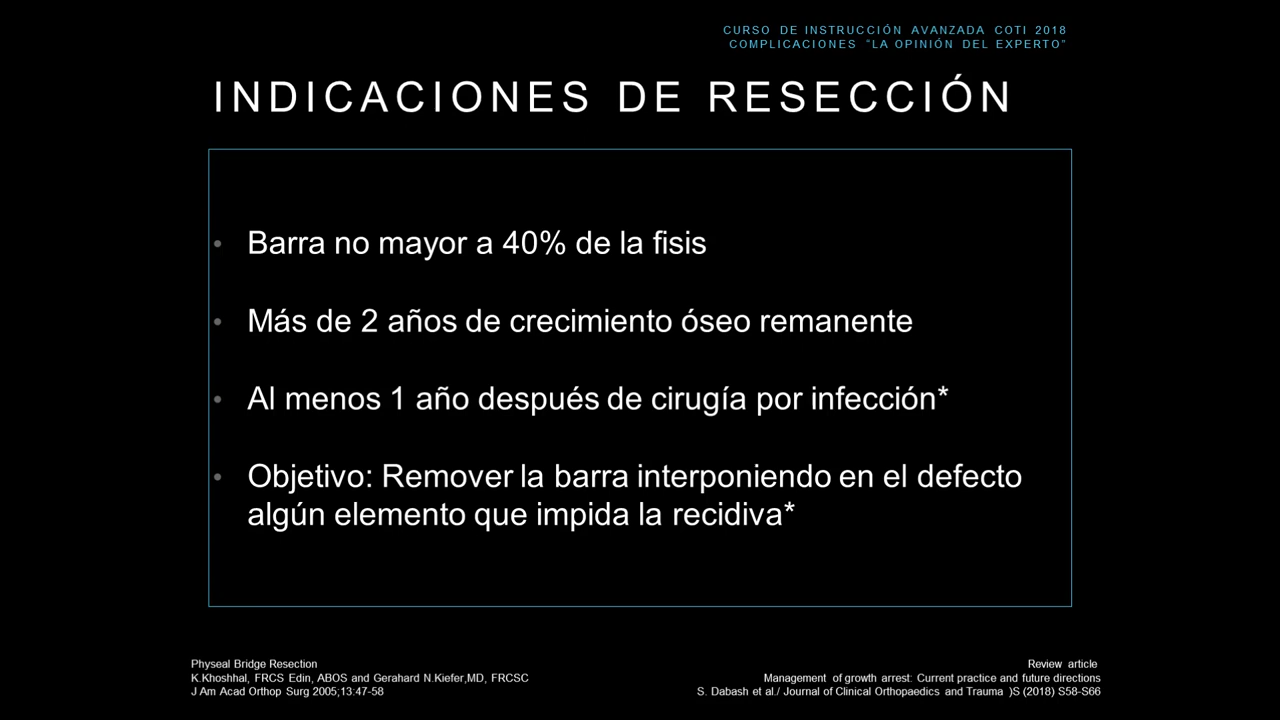 CURSO DE INSTRUCCIÓN AVANZADA COTI 2018
COMPLICACIONES “LA OPINIÓN DEL EXPERTO”
INDICACIONES DE RESECCIÓN
• Barra no mayor a 40% de la fisis
• Más de 2 años de crecimiento óseo remanente
• Al menos 1 año después de cirugía por infección*
• Objetivo: Remover la barra interponiendo en el defecto
algún elemento que impida la recidiva*
Physeal Bridge Resection
K.Khoshhal, FRCS Edin, ABOS and Gerahard N.Kiefer,MD, FRCSC
J Am Acad Orthop Surg 2005;13:47-58
Review article
Management of growth arrest: Current practice and future directions
S. Dabash et al./ Journal of Clinical Orthopaedics and Trauma )S (2018) S58-S66